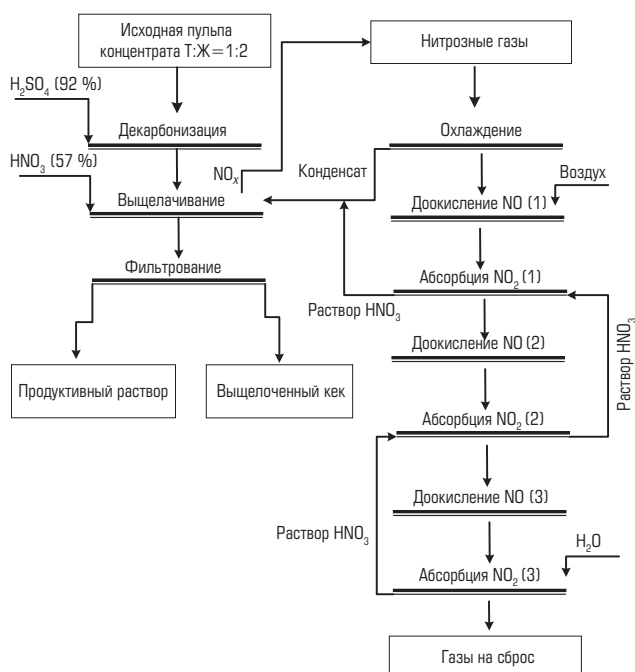 Исходная пульпа
концентрата Т:Ж=1:2
Нитрозные газы
H₂SO₄ (92 %)
Декарбонизация
Охлаждение
HNO₃ (57 %)
NOₓ
Конденсат
Воздух
Выщелачивание
Доокисление NO (1)
Фильтрование
Абсорбция NO₂ (1)
Раствор HNO₃
Раствор HNO₃
Доокисление NO (2)
Продуктивный раствор
Выщелоченный кек
Абсорбция NO₂ (2)
Доокисление NO (3)
Раствор HNO₃
H₂O
Абсорбция NO₂ (3)
Газы на сброс